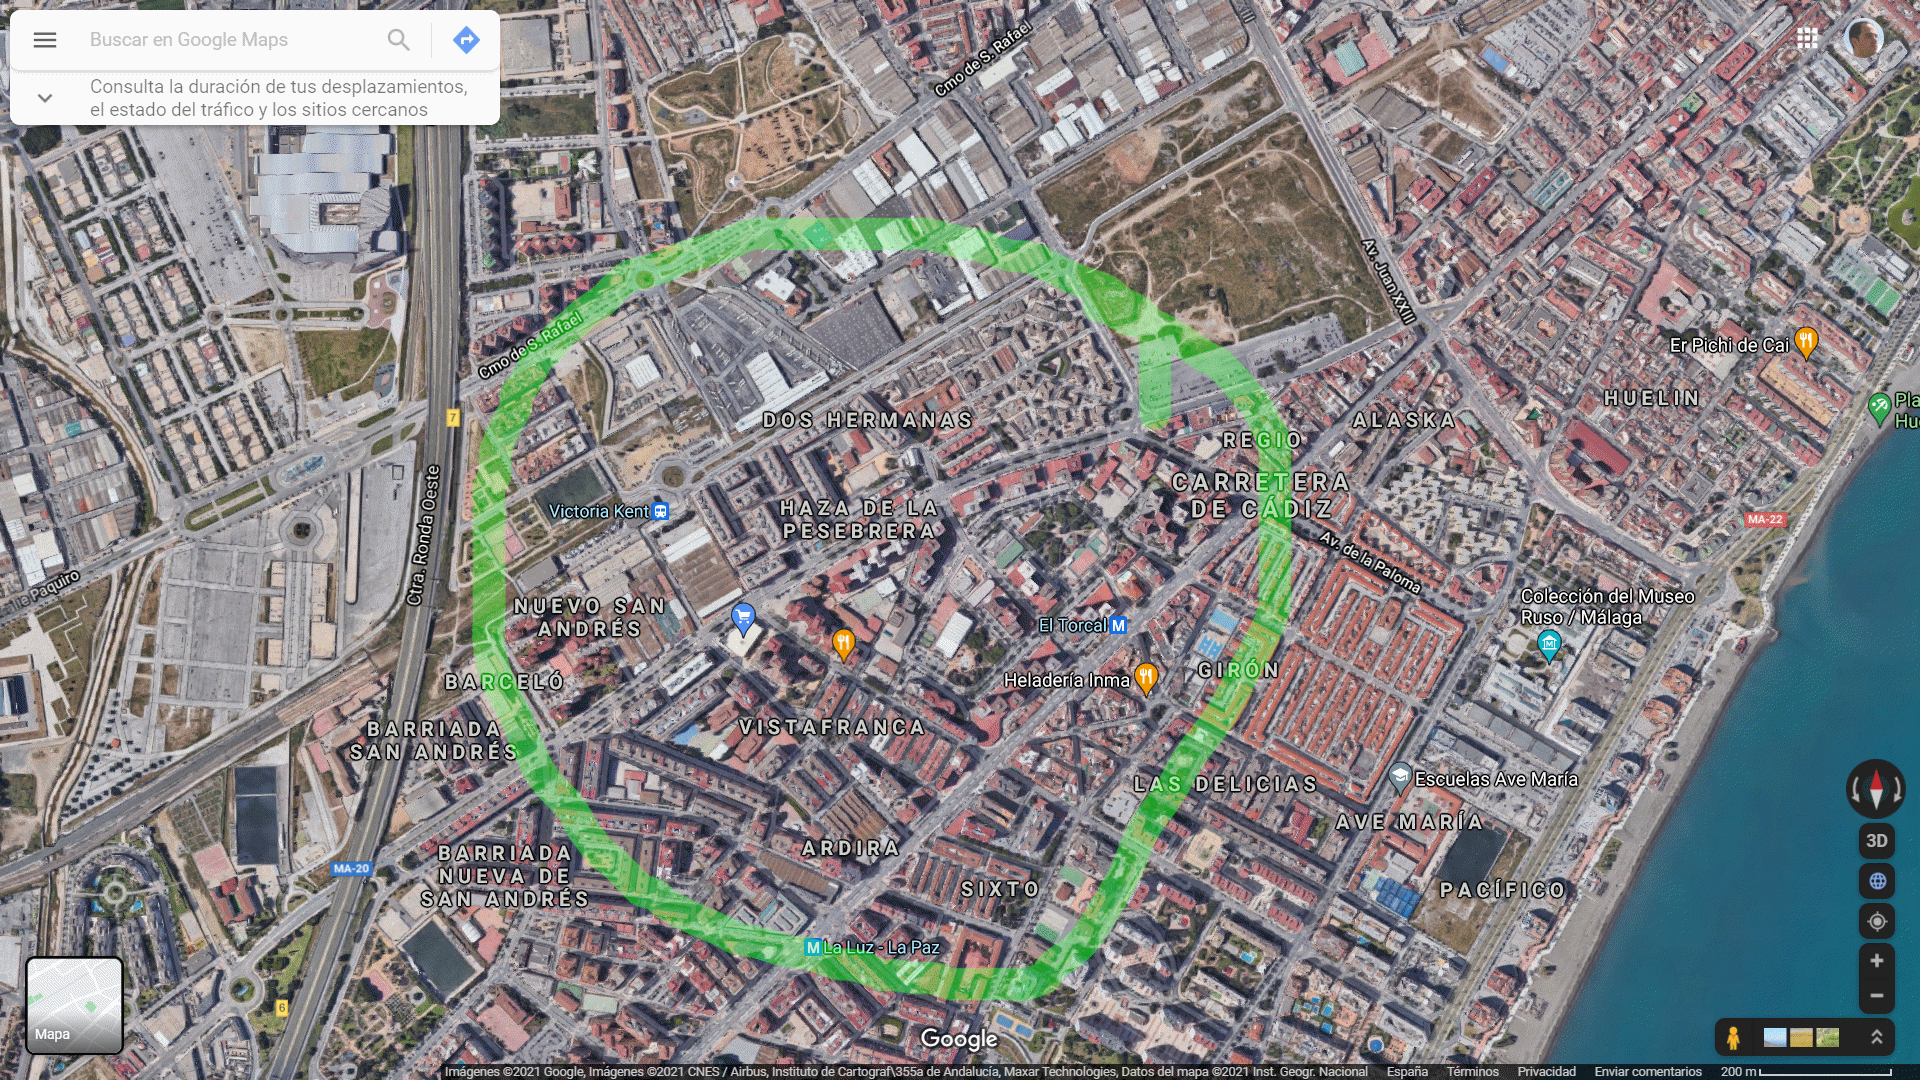 Buscar en Google Maps
Consulta la duración de tus desplazamientos,
el estado del tráfico y los sitios cercanos
Cmo de S. Rafael
Av. Juan XXIII
Er Pichi de Cai
HUELIN
Cmo de S. Rafael
7
DOS HERMANAS
ALASKA
REGIO
CARRETERA
DE CÁDIZ
Ctra. Ronda Oeste
Victoria Kent
HAZA DE LA
PESEBRERA
MA-22
Av. de la Paloma
Paquiro
NUEVO SAN
ANDRÉS
El Torcal M
Colección del Museo
Ruso / Málaga
BARCELÓ
Heladería Inma
GIRÓN
BARRIADA
SAN ANDRÉS
VISTAFRANCA
LAS DELICIAS
Escuelas Ave María
AVE MARÍA
MA-20
BARRIADA
NUEVA DE
SAN ANDRÉS
ARDIRA
SIXTO
PACÍFICO
3D
M La Luz - La Paz
6
Mapa
Google
Imágenes ©2021 Google, Imágenes ©2021 CNES / Airbus, Instituto de Cartograf\355a de Andalucía, Maxar Technologies, Datos del mapa ©2021 Inst. Geogr. Nacional España Términos Privacidad Enviar comentarios 200 m